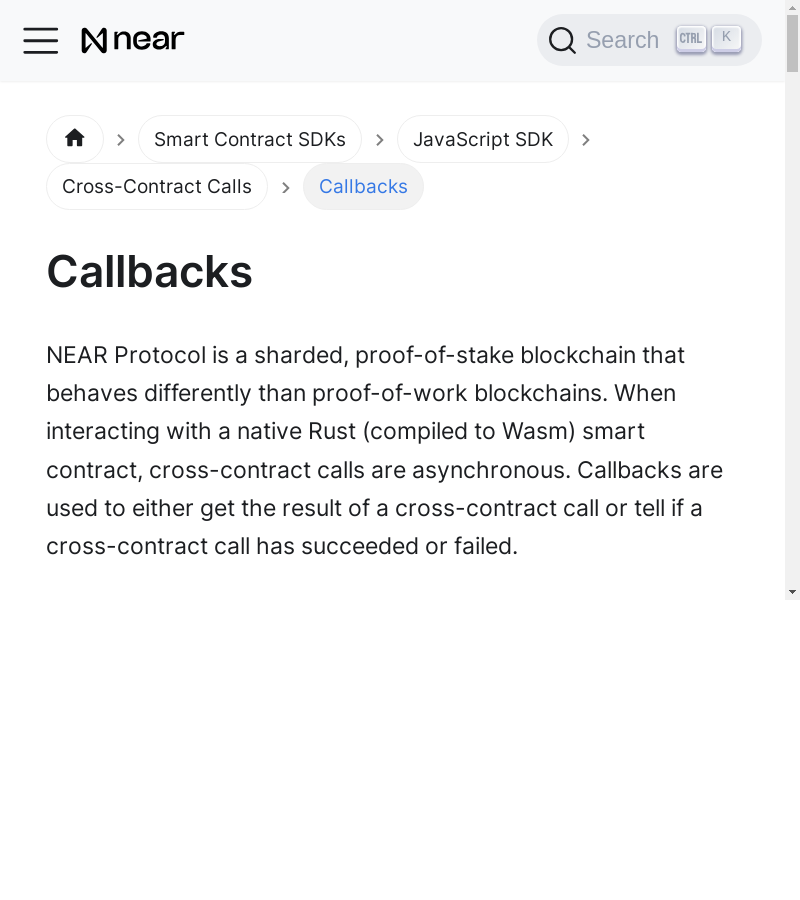 near
Search CTRL K
Smart Contract SDKs JavaScript SDK
Cross-Contract Calls Callbacks
Callbacks
NEAR Protocol is a sharded, proof-of-stake blockchain that
behaves differently than proof-of-work blockchains. When
interacting with a native Rust (compiled to Wasm) smart
contract, cross-contract calls are asynchronous. Callbacks are
used to either get the result of a cross-contract call or tell if a
cross-contract call has succeeded or failed.